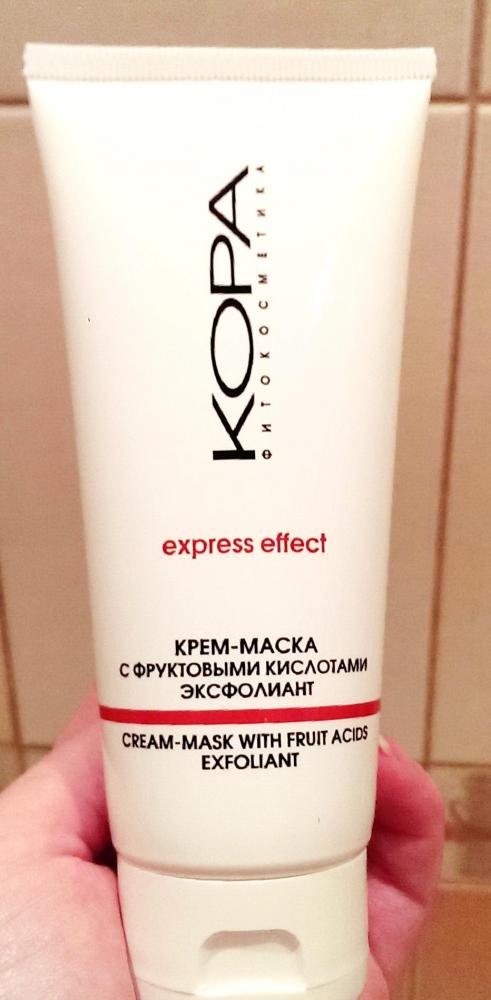 КОРА
ФИТОКОСМЕТИКА
express effect
КРЕМ-МАСКА
С ФРУКТОВЫМИ КИСЛОТАМИ
ЭКСФОЛИАНТ
CREAM-MASK WITH FRUIT ACIDS
EXFOLIANT